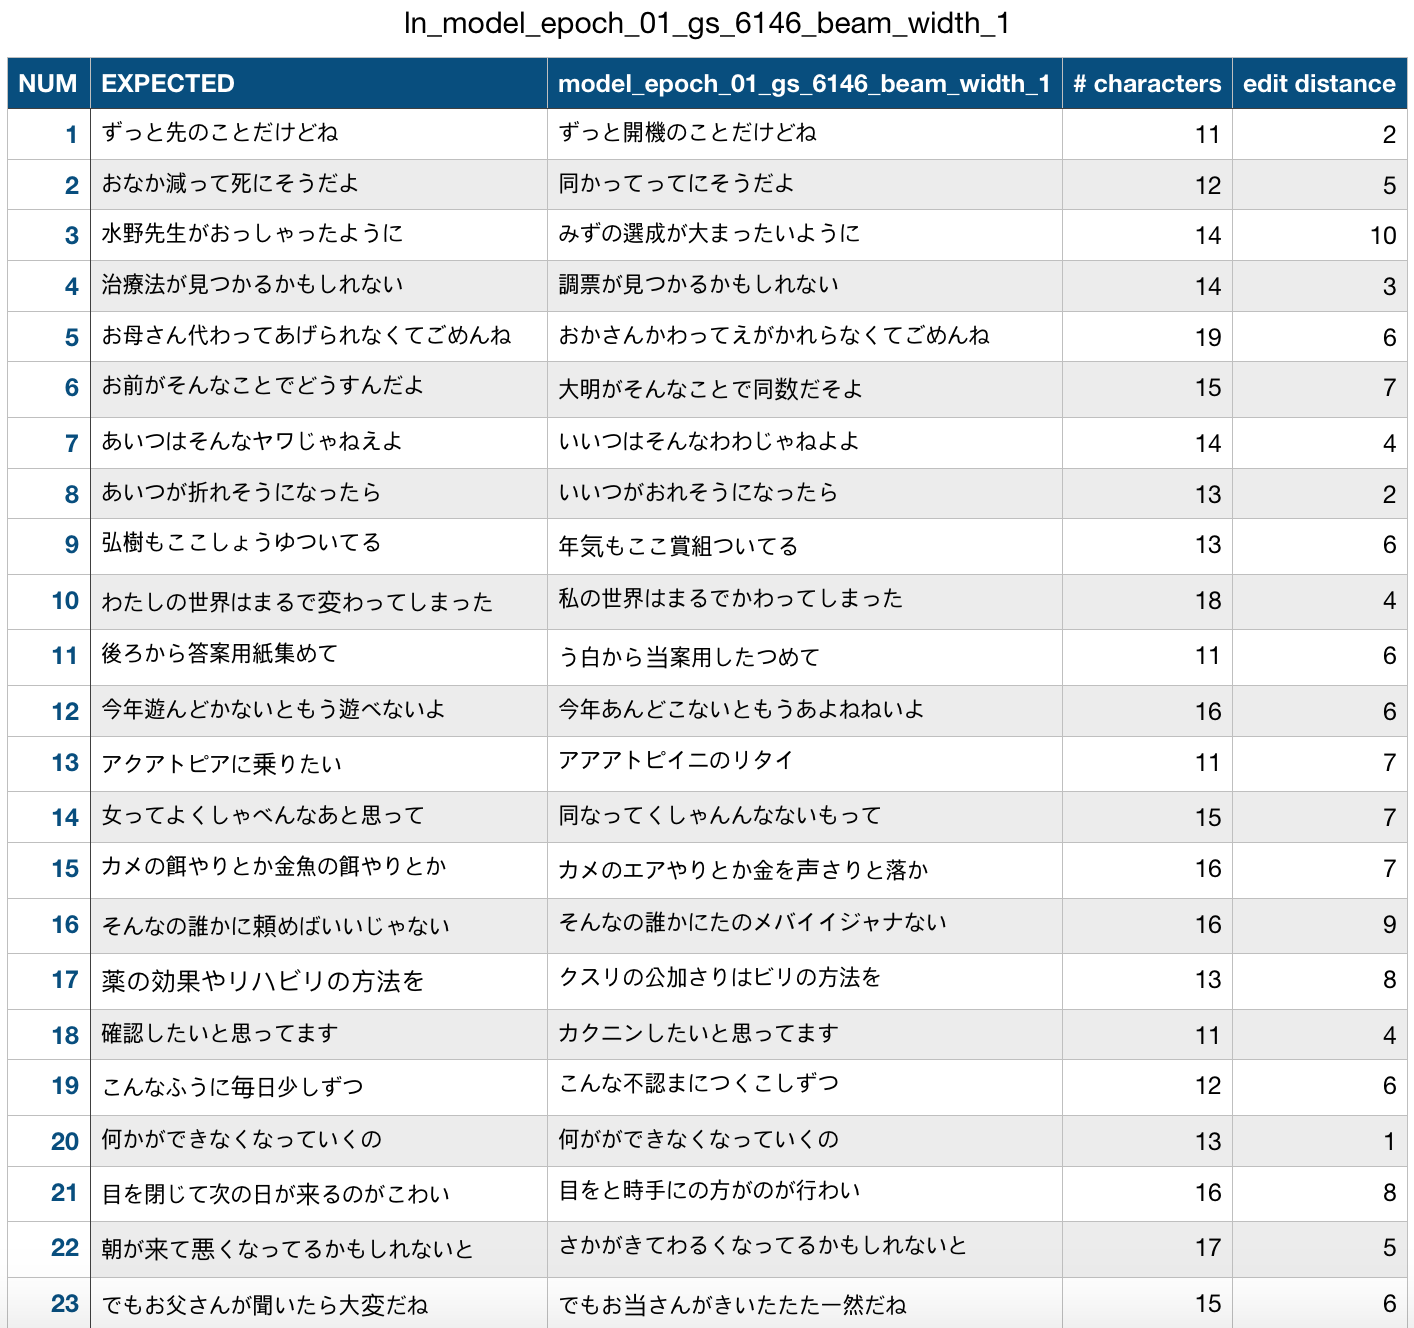 ln_model_epoch_01_gs_6146_beam_width_1
NUM EXPECTED model_epoch_01_gs_6146_beam_width_1 # characters edit distance
1 ずっと先のことだけどね ずっと開機のことだけどね 11 2
2 おなか減って死にそうだよ 同かってってにそうだよ 12 5
3 水野先生がおっしゃったように みずの選成が大まったいように 14 10
4 治療法が見つかるかもしれない 調票が見つかるかもしれない 14 3
5 お母さん代わってあげられなくてごめんね おかさんかわってえがかれらなくてごめんね 19 6
6 お前がそんなことでどうすんだよ 大明がそんなことで同数だそよ 15 7
7 あいつはそんなヤワじゃねえよ いいつはそんなわわじゃねよよ 14 4
8 あいつが折れそうになったら いいつがおれそうになったら 13 2
9 弘樹もここしょうゆついてる 年気もここ賞組ついてる 13 6
10 わたしの世界はまるで変わってしまった 私の世界はまるでかわってしまった 18 4
11 後ろから答案用紙集めて う白から当案用したつめて 11 6
12 今年遊んどかないともう遊べないよ 今年あんどこないともうあよねねいよ 16 6
13 アクアトピアに乗りたい アアアトピイニのリタイ 11 7
14 女ってよくしゃべんなあと思って 同なってくしゃんんなないもって 15 7
15 カメの餌やりとか金魚の餌やりとか カメのエアやりとか金を声さりと落か 16 7
16 そんなの誰かに頼めばいいじゃない そんなの誰かにたのメバイイジャナない 16 9
17 薬の効果やリハビリの方法を クスリの公加さりはビリの方法を 13 8
18 確認したいと思ってます カクニンしたいと思ってます 11 4
19 こんなふうに毎日少しずつ こんな不認まにつくこしずつ 12 6
20 何かができなくなっていくの 何がができなくなっていくの 13 1
21 目を閉じて次の日が来るのがこわい 目をと時手にの方がのが行わい 16 8
22 朝が来て悪くなってるかもしれないと さかがきてわるくなってるかもしれないと 17 5
23 でもお父さんが聞いたら大変だね でもお当さんがきいたたた一然だね 15 6